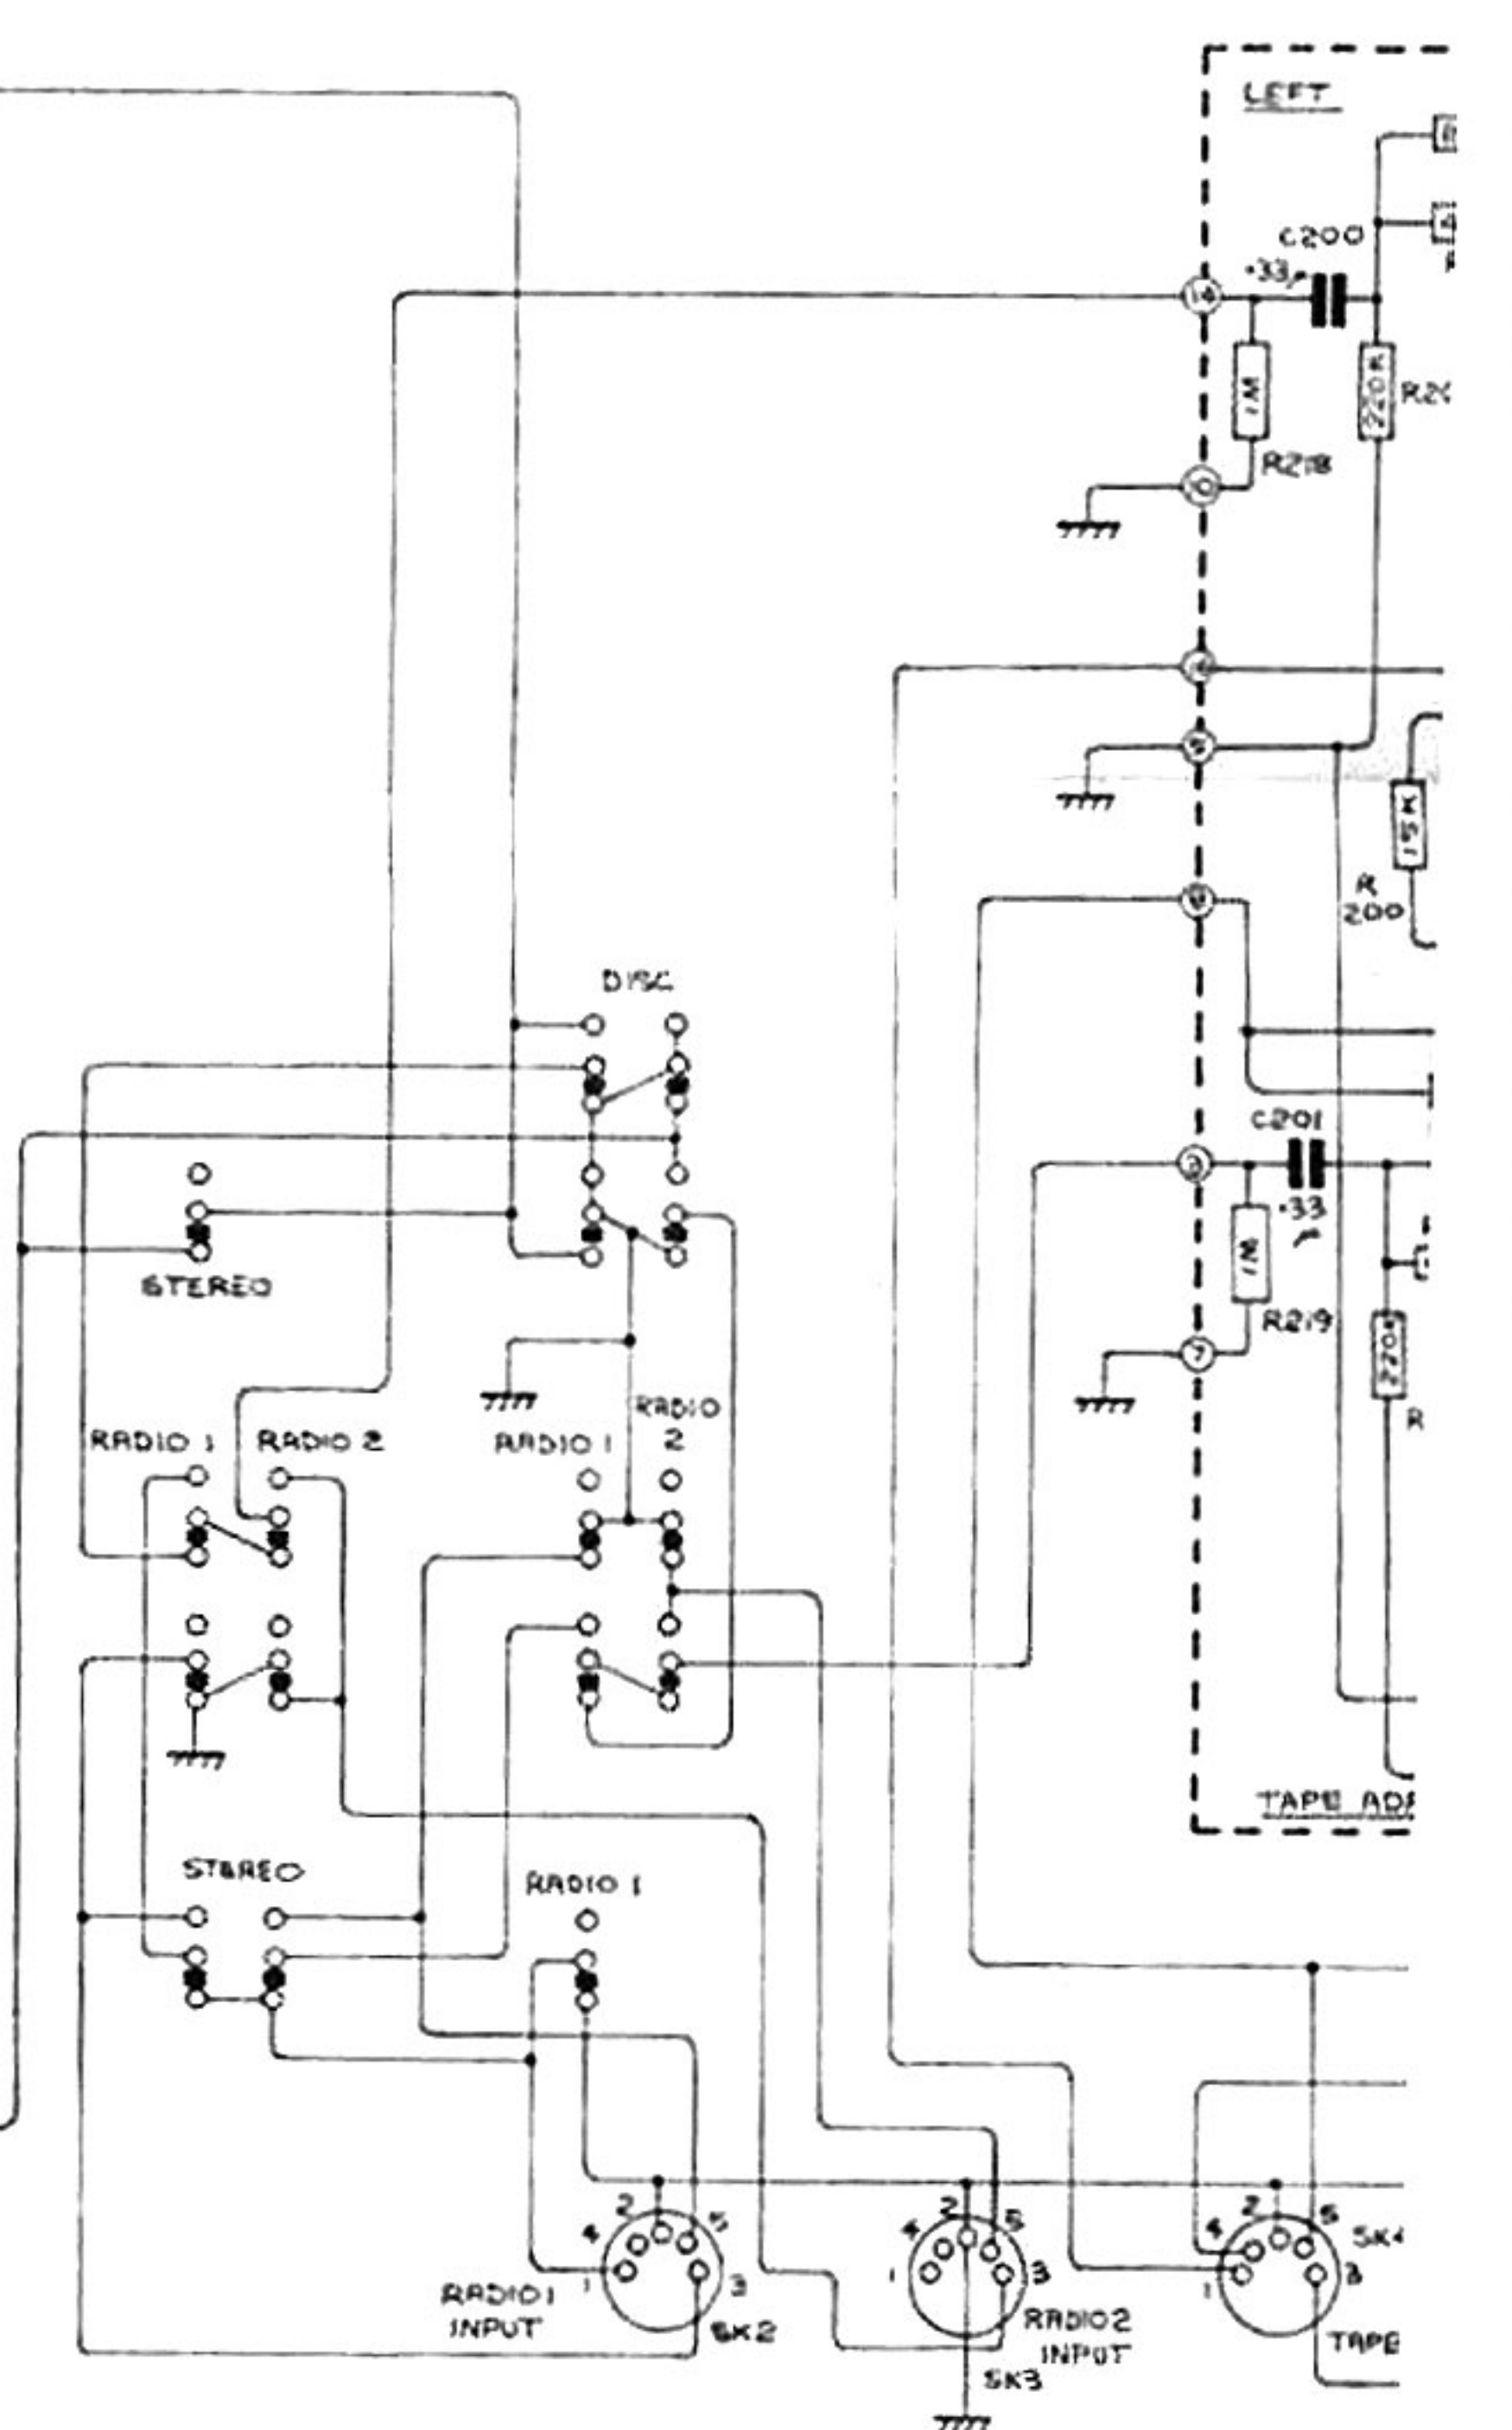 LEFT
C200
.33µ
14
1M
220K
R218
10
15K
R
200
DISC
C201
2
.33
µ
1M
STEREO
R219
220K
7
R
RADIO
RADIO 1 RADIO 2 RADIO 1 2
TAPE
STEREO
RADIO 1
2 2 2
4 5 4 5 4 5
1 3 1 3 1 3
RADIO 1
INPUT
SK2
RADIO 2
INPUT
SK3
TAPE